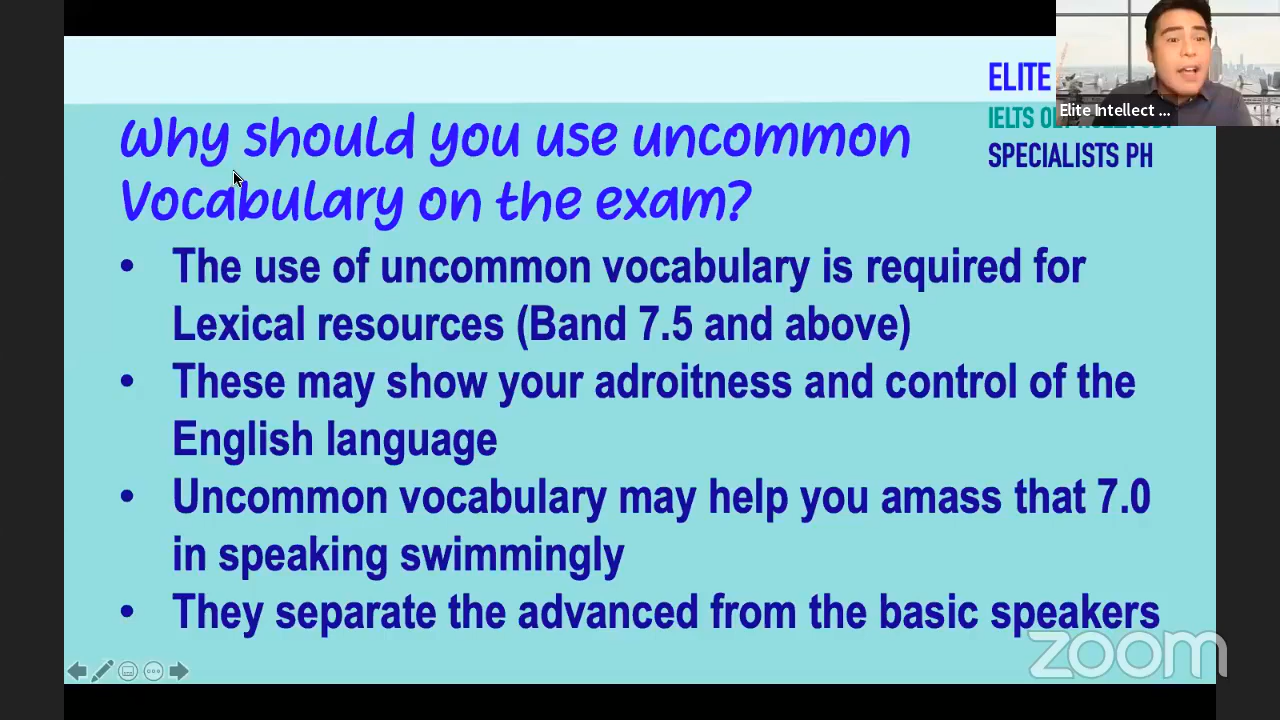 ELITE
IELTS
SPECIALISTS PH
Elite Intellect ...
Why should you use uncommon
Vocabulary on the exam?
• The use of uncommon vocabulary is required for
Lexical resources (Band 7.5 and above)
• These may show your adroitness and control of the
English language
• Uncommon vocabulary may help you amass that 7.0
in speaking swimmingly
• They separate the advanced from the basic speakers
zoom